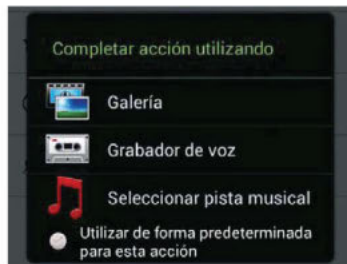 Completar acción utilizando
Galería
Grabador de voz
Seleccionar pista musical
Utilizar de forma predeterminada
para esta acción